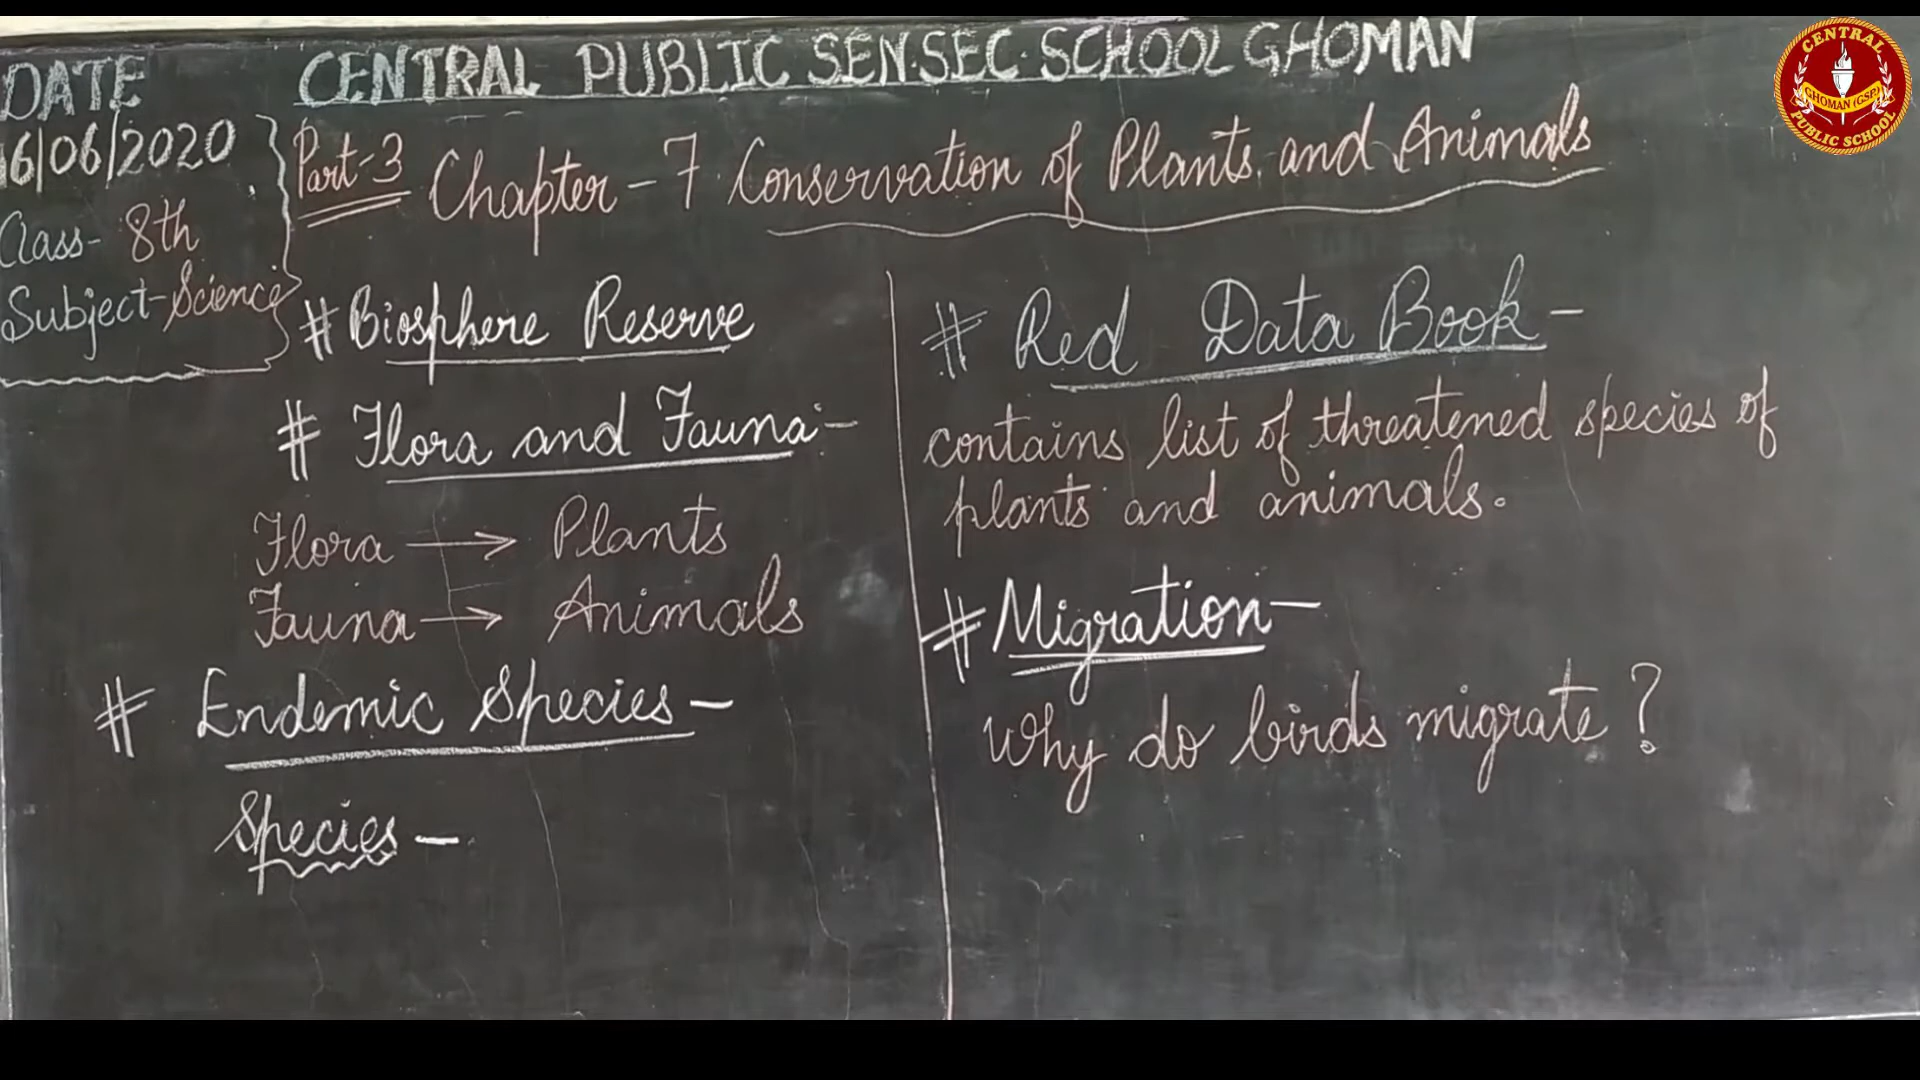 CENTRAL PUBLIC SEN.SEC.SCHOOL GHOMAN
DATE
16/06/2020
Class- 8th
Subject-Science
Part-3 Chapter-7 Conservation of Plants and Animals
# Biosphere Reserve
# Flora and Fauna:-
Flora → Plants
Fauna → Animals
# Endemic Species-
Species-
# Red Data Book-
contains list of threatened species of
plants and animals.
# Migration-
Why do birds migrate?
CENTRAL
GHOMAN (GSP)
PUBLIC SCHOOL